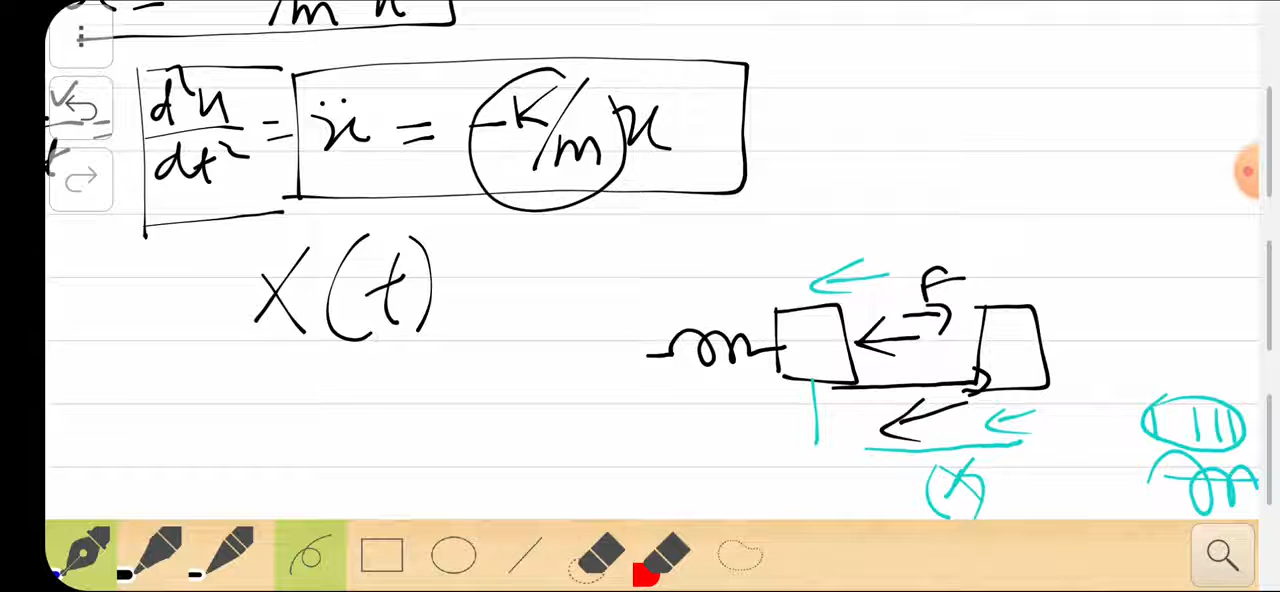 m x
d²x/dt² = ẍ = -K/m x
X(t)
F
(x)